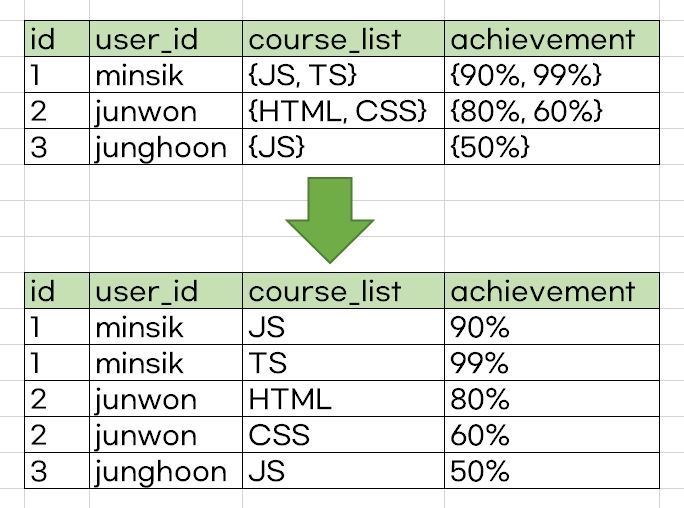 id user_id course_list achievement
1 minsik {JS, TS} {90%, 99%}
2 junwon {HTML, CSS} {80%, 60%}
3 junghoon {JS} {50%}
id user_id course_list achievement
1 minsik JS 90%
1 minsik TS 99%
2 junwon HTML 80%
2 junwon CSS 60%
3 junghoon JS 50%